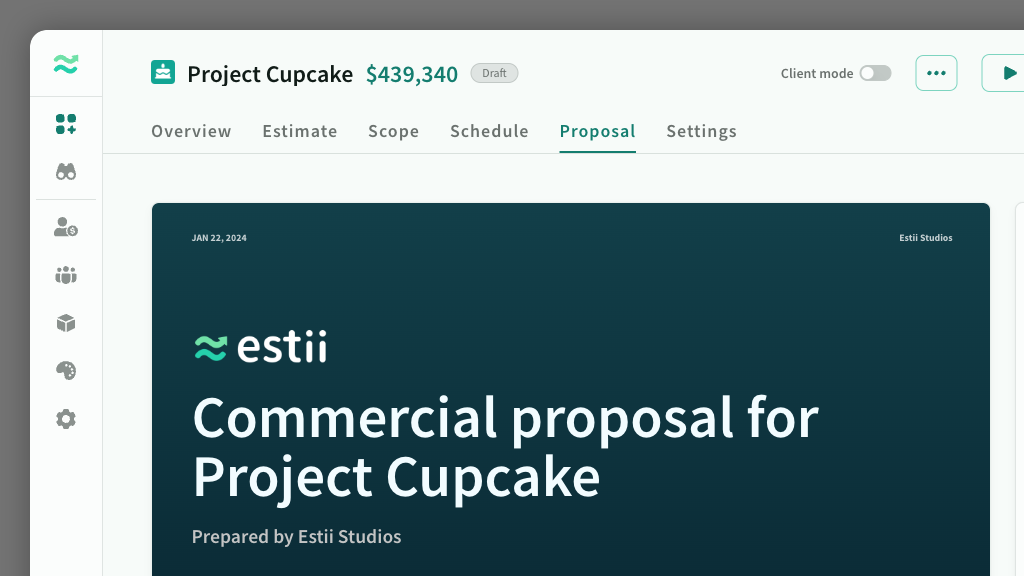 Project Cupcake $439,340 Draft
Client mode
Overview Estimate Scope Schedule Proposal Settings
JAN 22, 2024 Estii Studios
estii
Commercial proposal for
Project Cupcake
Prepared by Estii Studios